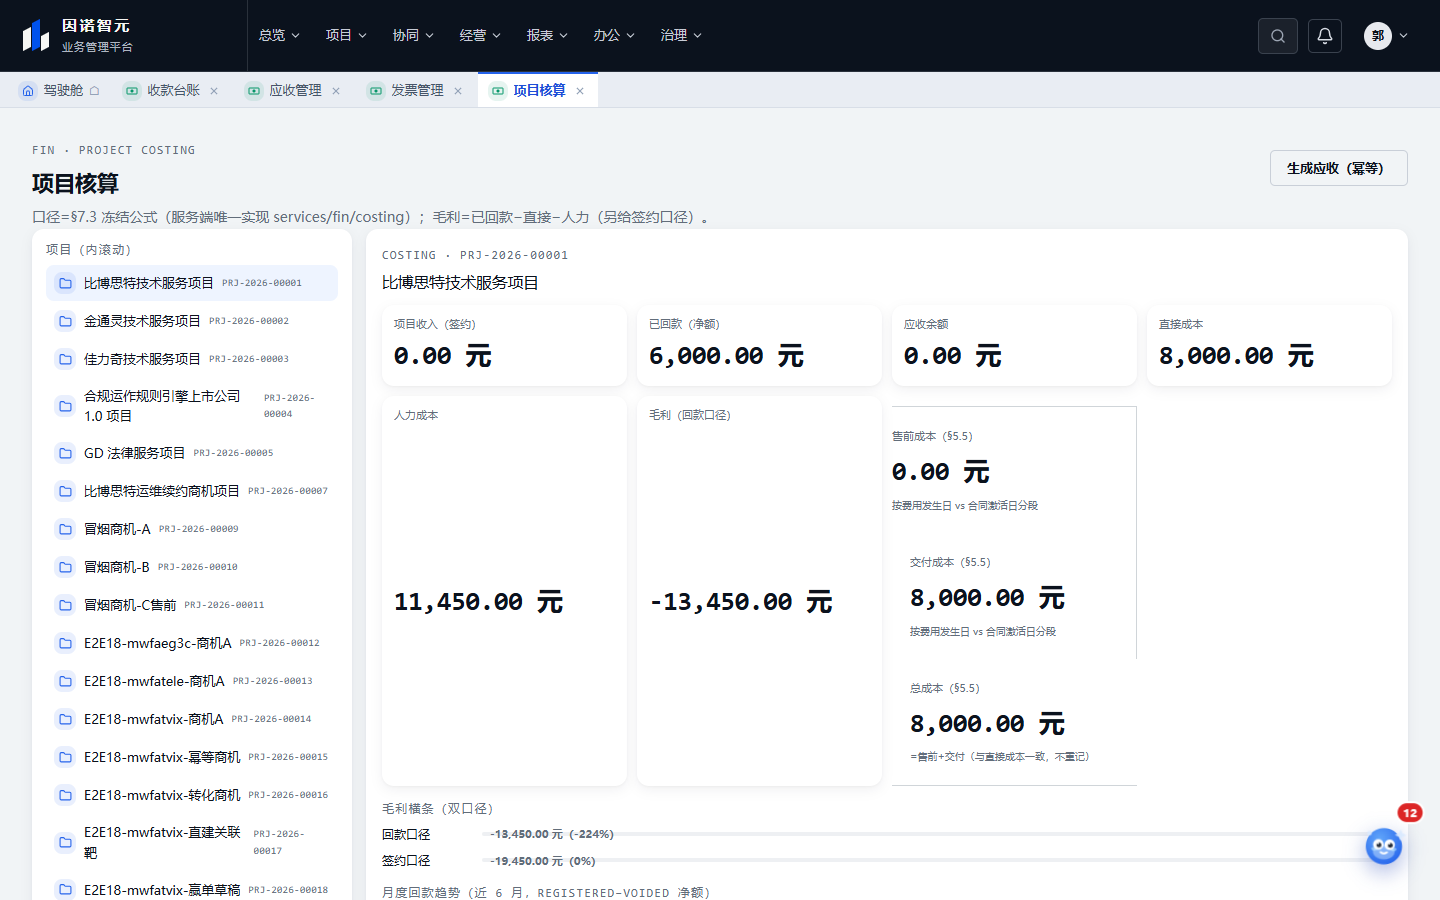 因诺智元
业务管理平台
总览 项目 协同 经营 报表 办公 治理
郭
驾驶舱 收款台账 应收管理 发票管理 项目核算
FIN · PROJECT COSTING
项目核算
生成应收（幂等）
口径=§7.3 冻结公式（服务端唯一实现 services/fin/costing）；毛利=已回款−直接−人力（另给签约口径）。
项目（内滚动）
比博思特技术服务项目 PRJ-2026-00001
金通灵技术服务项目 PRJ-2026-00002
佳力奇技术服务项目 PRJ-2026-00003
合规运作规则引擎上市公司 PRJ-2026-
1.0 项目 00004
GD 法律服务项目 PRJ-2026-00005
比博思特运维续约商机项目 PRJ-2026-00007
冒烟商机-A PRJ-2026-00009
冒烟商机-B PRJ-2026-00010
冒烟商机-C售前 PRJ-2026-00011
E2E18-mwfaeg3c-商机A PRJ-2026-00012
E2E18-mwfatele-商机A PRJ-2026-00013
E2E18-mwfatvix-商机A PRJ-2026-00014
E2E18-mwfatvix-幂等商机 PRJ-2026-00015
E2E18-mwfatvix-转化商机 PRJ-2026-00016
E2E18-mwfatvix-直建关联 PRJ-2026-
靶 00017
E2E18-mwfatvix-赢单草稿 PRJ-2026-00018
COSTING · PRJ-2026-00001
比博思特技术服务项目
项目收入（签约）
0.00 元
已回款（净额）
6,000.00 元
应收余额
0.00 元
直接成本
8,000.00 元
人力成本
11,450.00 元
毛利（回款口径）
-13,450.00 元
售前成本（§5.5）
0.00 元
按费用发生日 vs 合同激活日分段
交付成本（§5.5）
8,000.00 元
按费用发生日 vs 合同激活日分段
总成本（§5.5）
8,000.00 元
=售前+交付（与直接成本一致，不重记）
毛利横条（双口径）
回款口径 -13,450.00 元 (-224%)
签约口径 -19,450.00 元 (0%)
月度回款趋势（近 6 月，REGISTERED−VOIDED 净额）
12